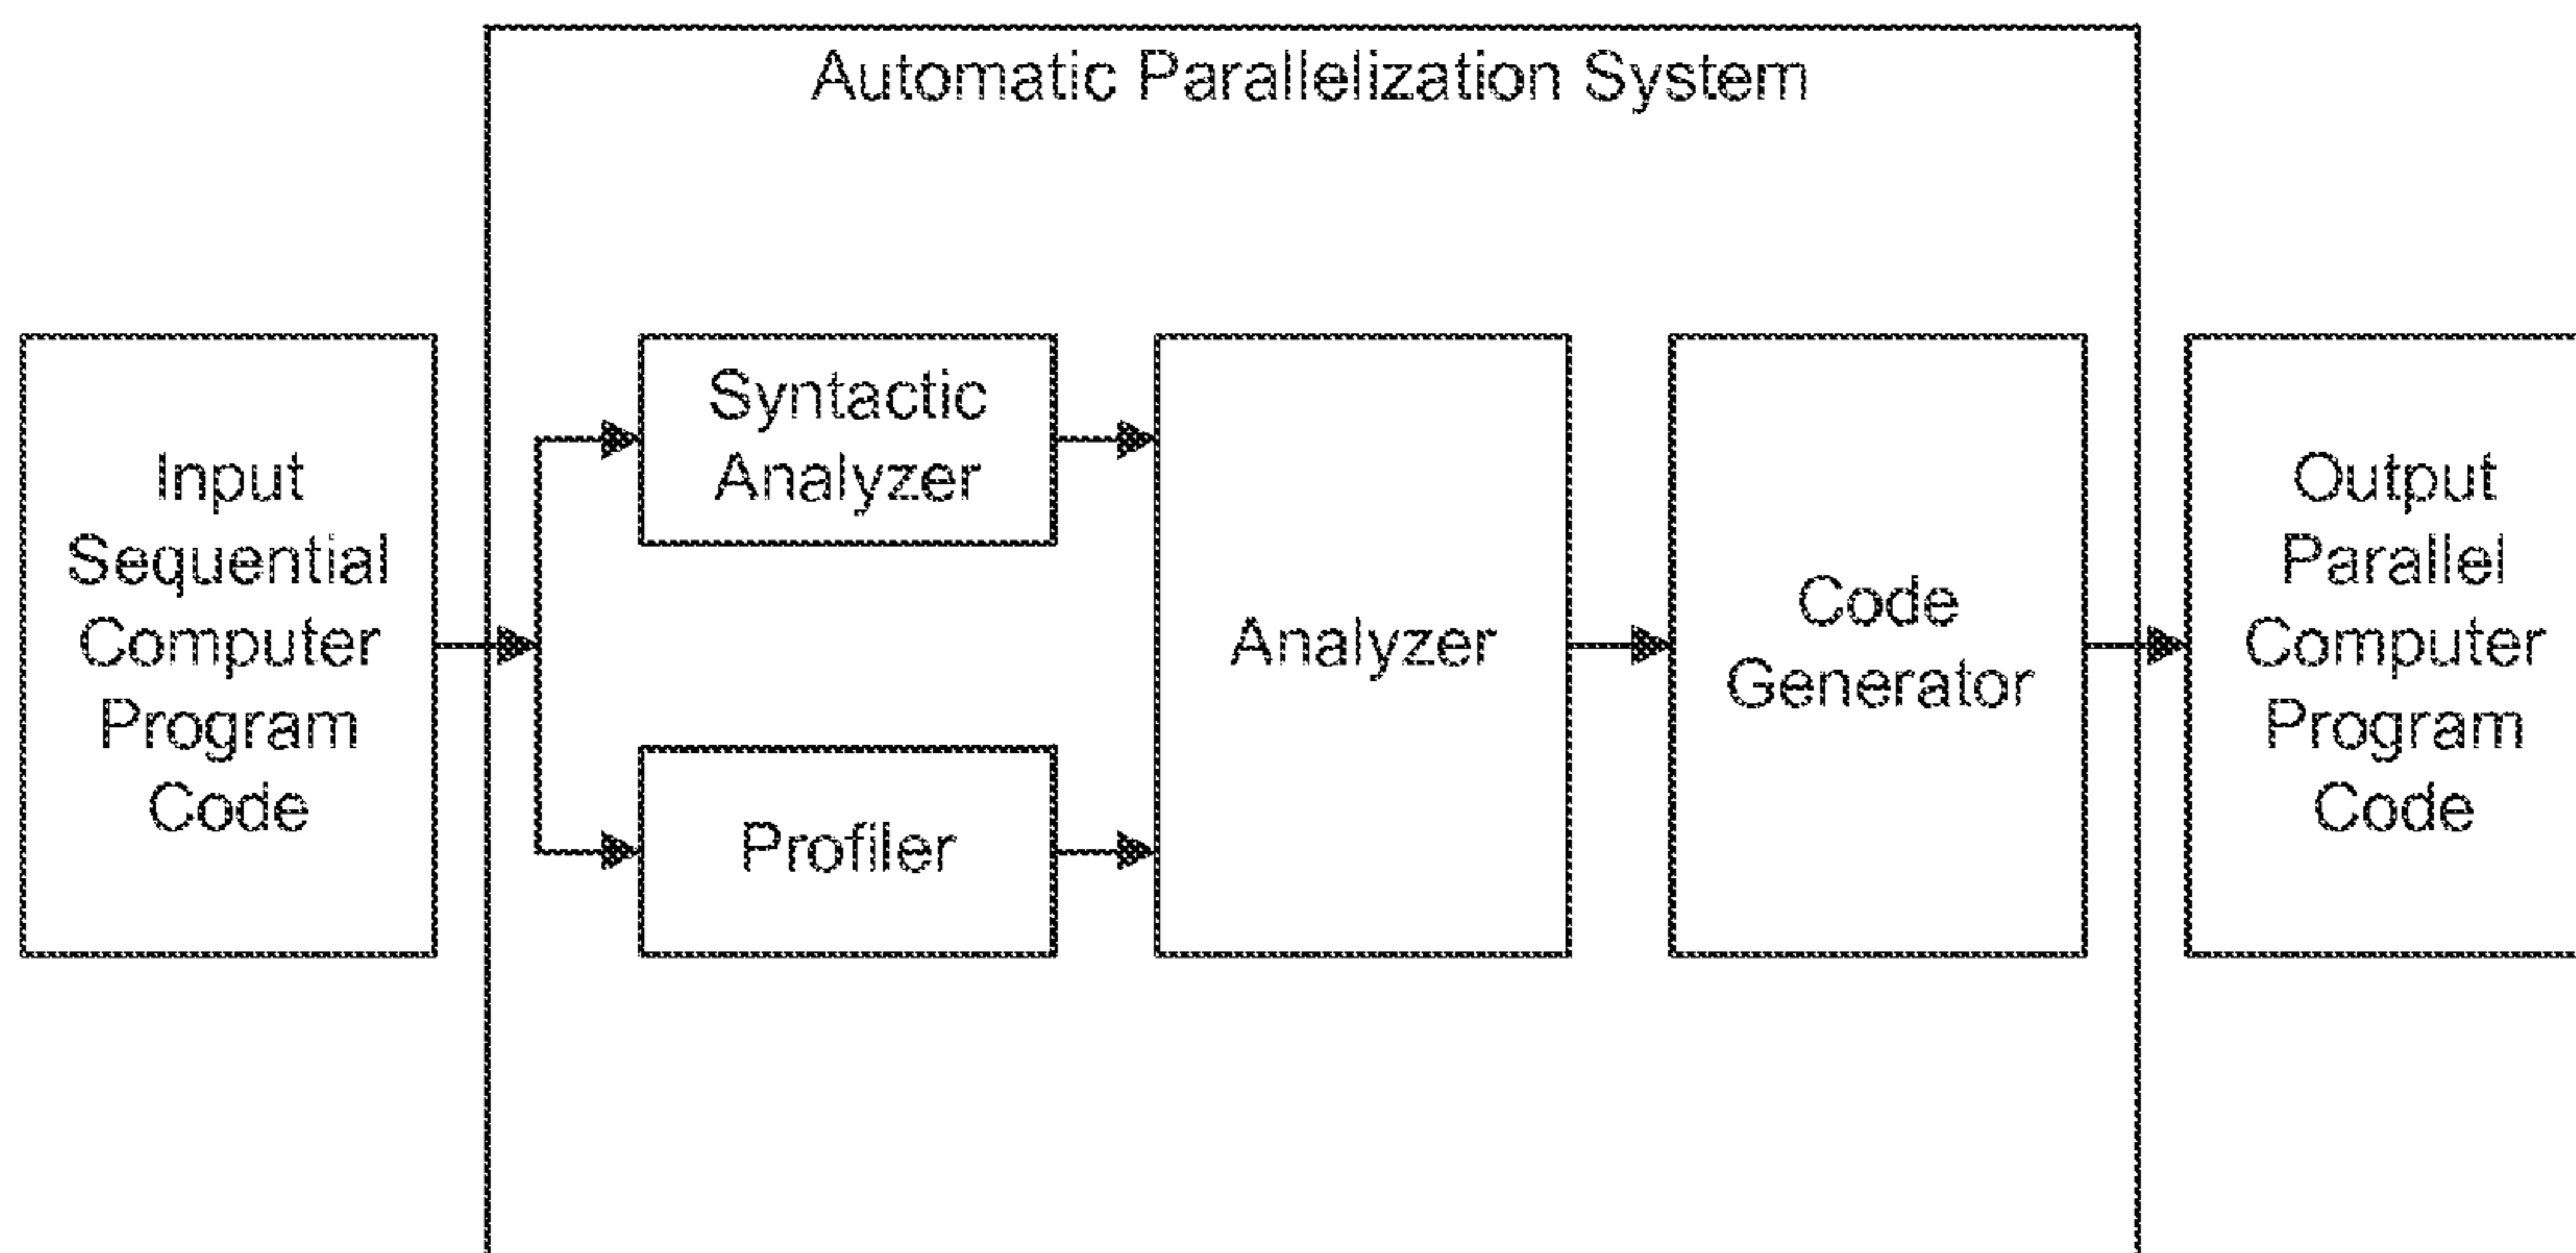 Automatic Parallelization System
Input
Sequential
Computer
Program
Code
Syntactic
Analyzer
Profiler
Analyzer
Code
Generator
Output
Parallel
Computer
Program
Code